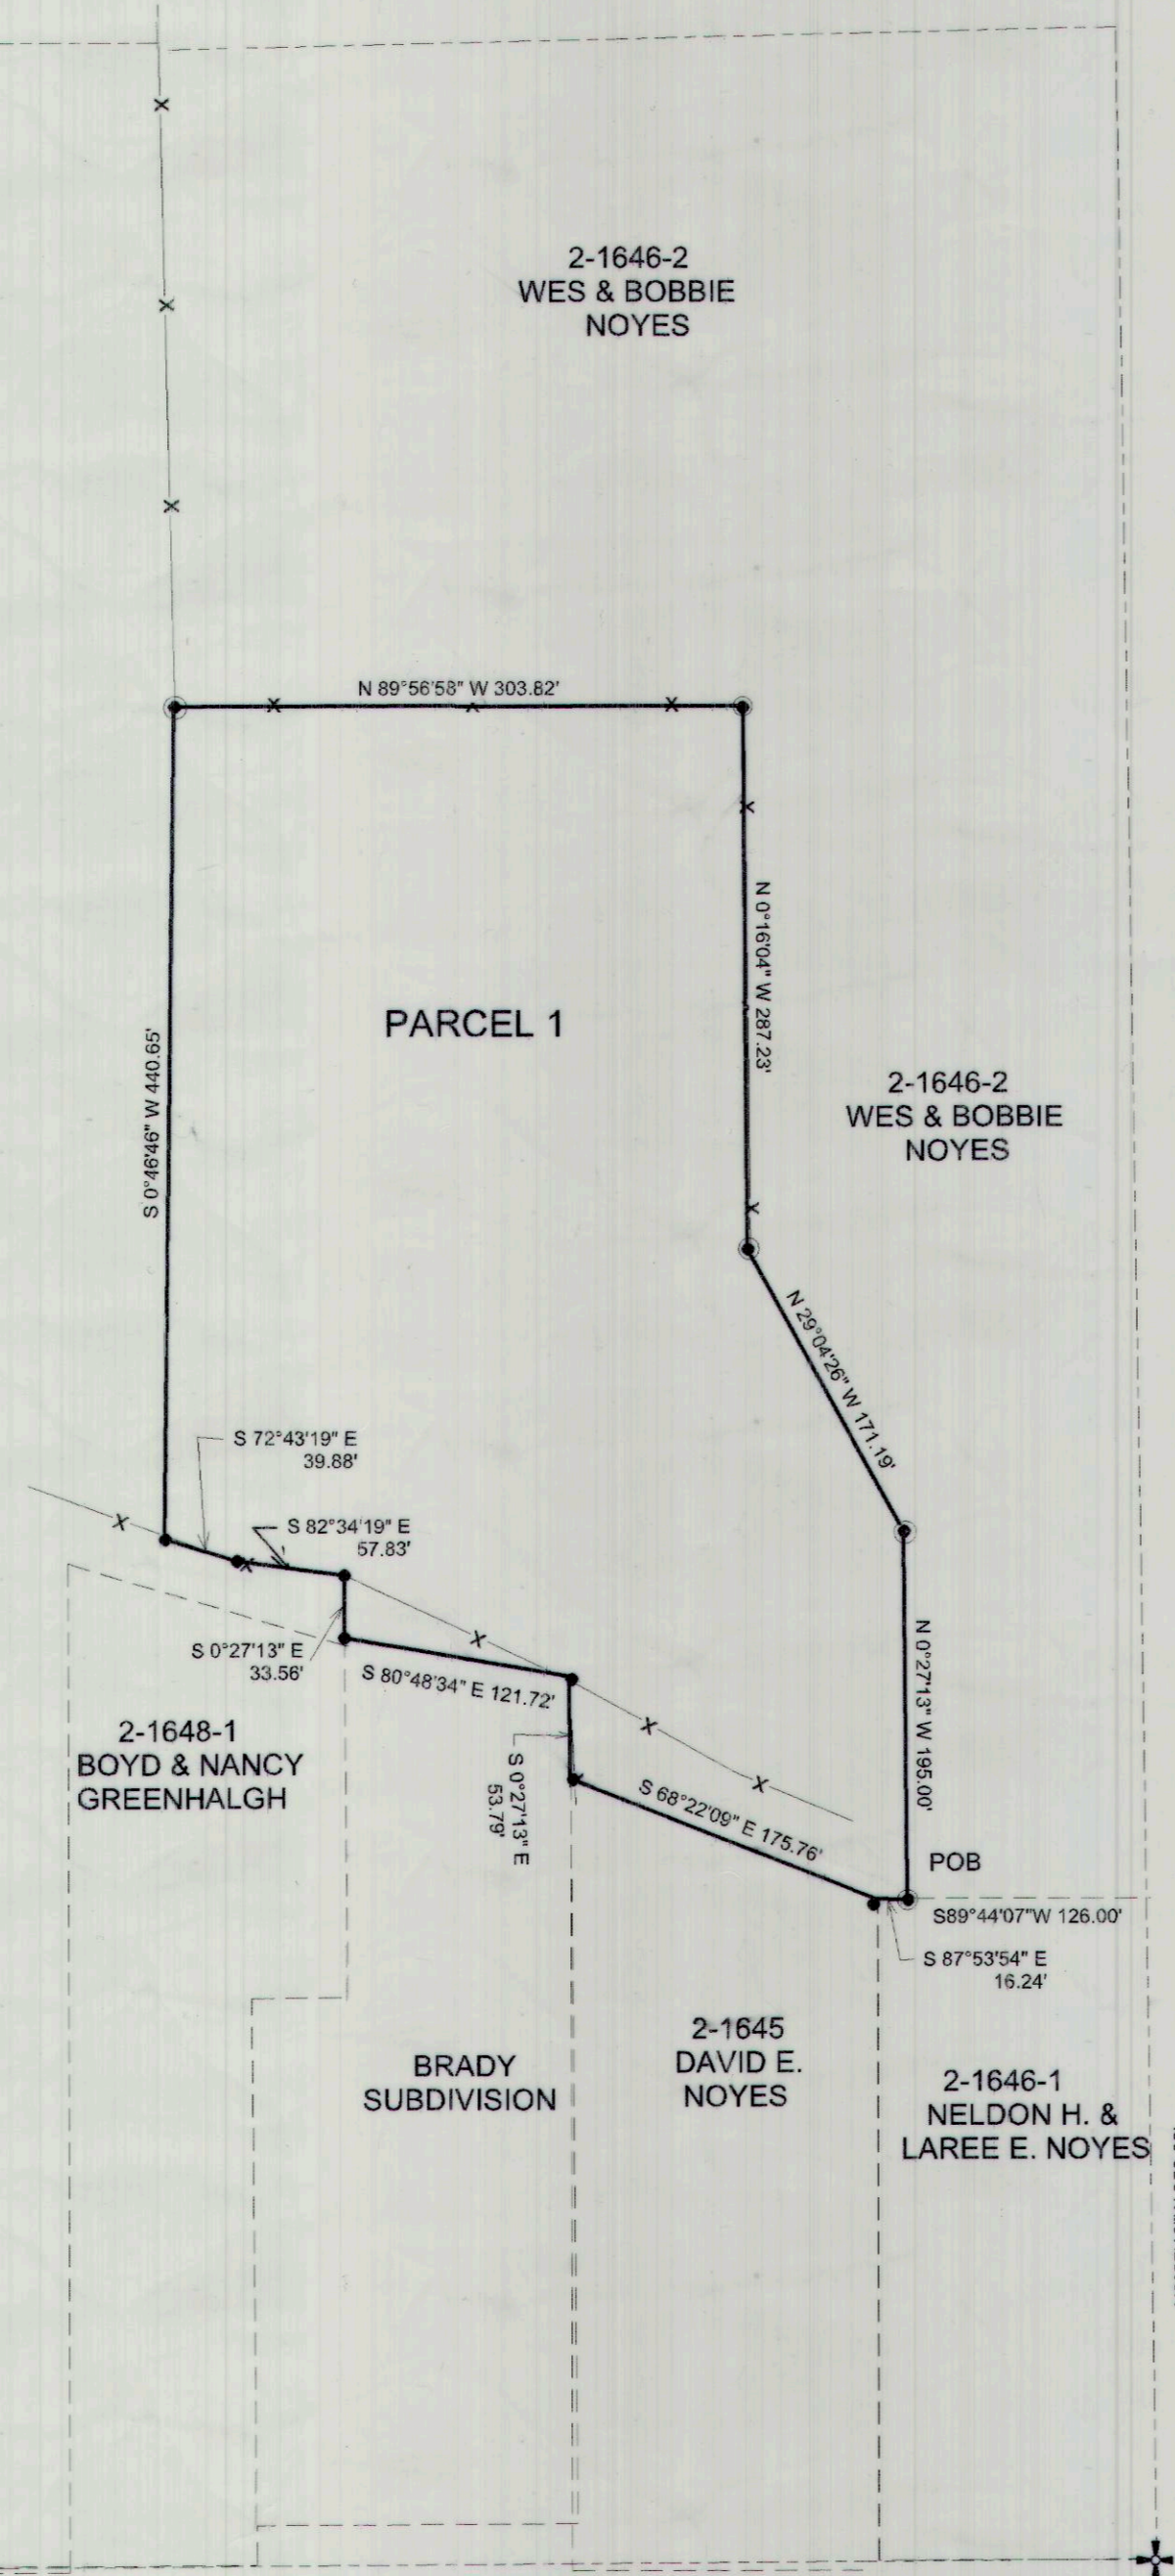 2-1646-2
WES & BOBBIE
NOYES
N 89°56'58" W 303.82'
N 0°16'04" W 287.23'
PARCEL 1
S 0°46'46" W 440.65'
2-1646-2
WES & BOBBIE
NOYES
N 29°04'26" W 171.19'
S 72°43'19" E
39.88'
S 82°34'19" E
57.83'
S 0°27'13" E
33.56'
S 80°48'34" E 121.72'
N 0°27'13" W 195.00'
2-1648-1
BOYD & NANCY
GREENHALGH
S 0°27'13" E
53.79'
S 68°22'09" E 175.76'
POB
S89°44'07"W 126.00'
S 87°53'54" E
16.24'
BRADY
SUBDIVISION
2-1645
DAVID E.
NOYES
2-1646-1
NELDON H. &
LAREE E. NOYES